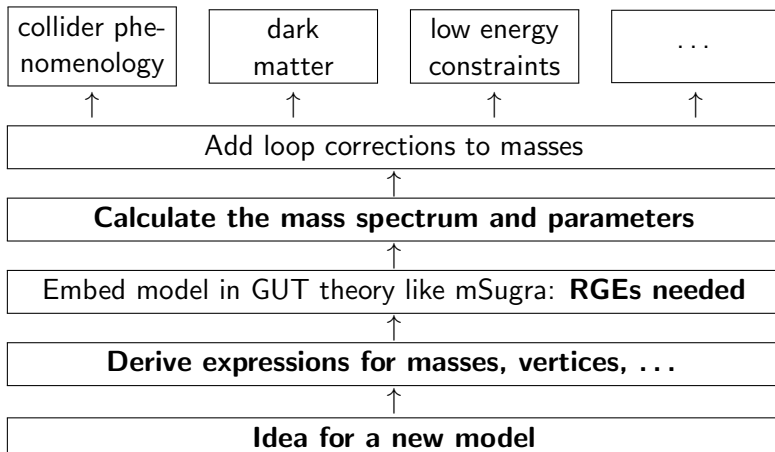 collider phe-
nomenology
dark
matter
low energy
constraints
. . .
Add loop corrections to masses
Calculate the mass spectrum and parameters
Embed model in GUT theory like mSugra: RGEs needed
Derive expressions for masses, vertices, . . .
Idea for a new model